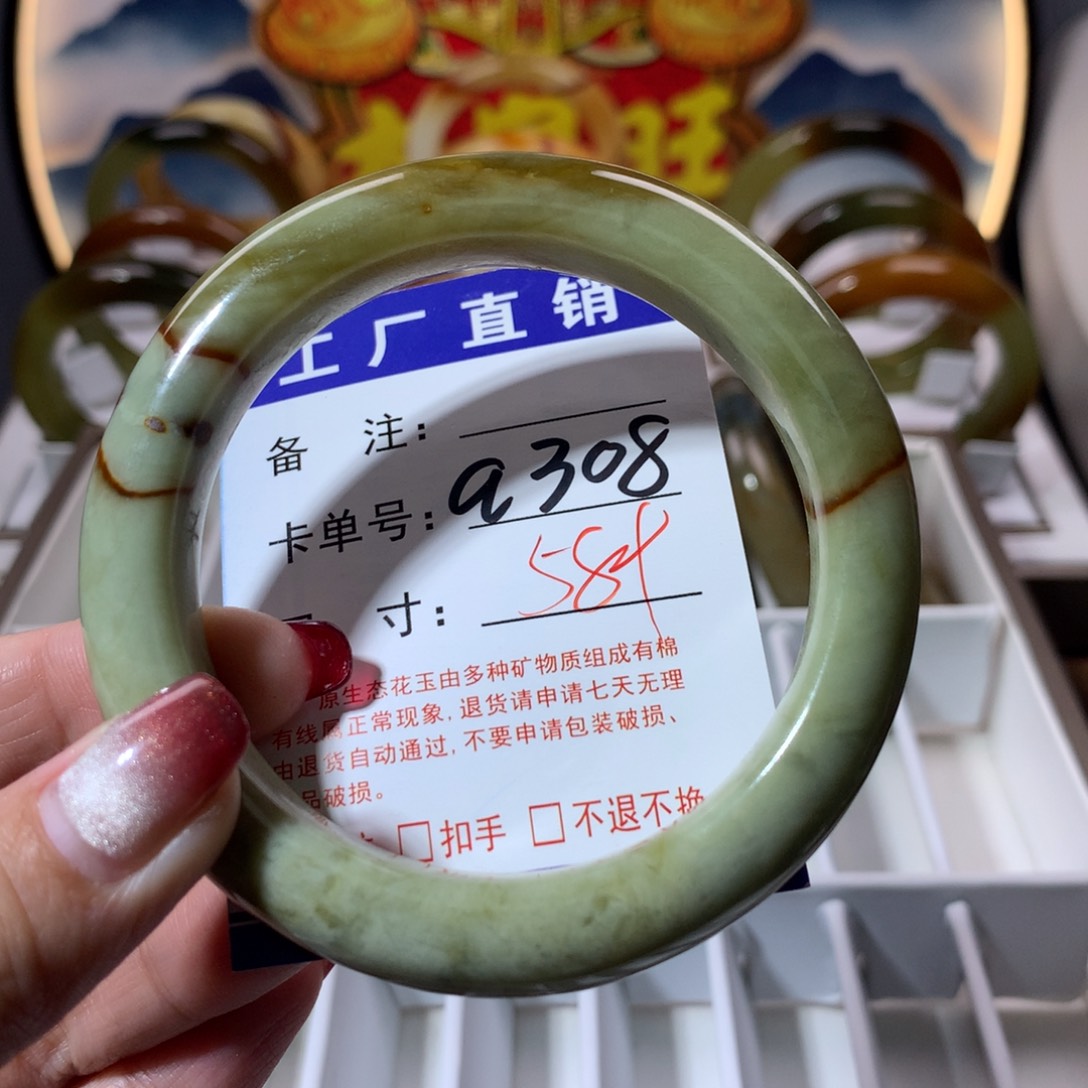 旺
工厂直销
备 注:
卡单号: a308
寸: 584
原生态花玉由多种矿物质组成有棉
有线属正常现象,退货请申请七天无理
由退货自动通过,不要申请包装破损、
品破损。
□扣手 □不退不换